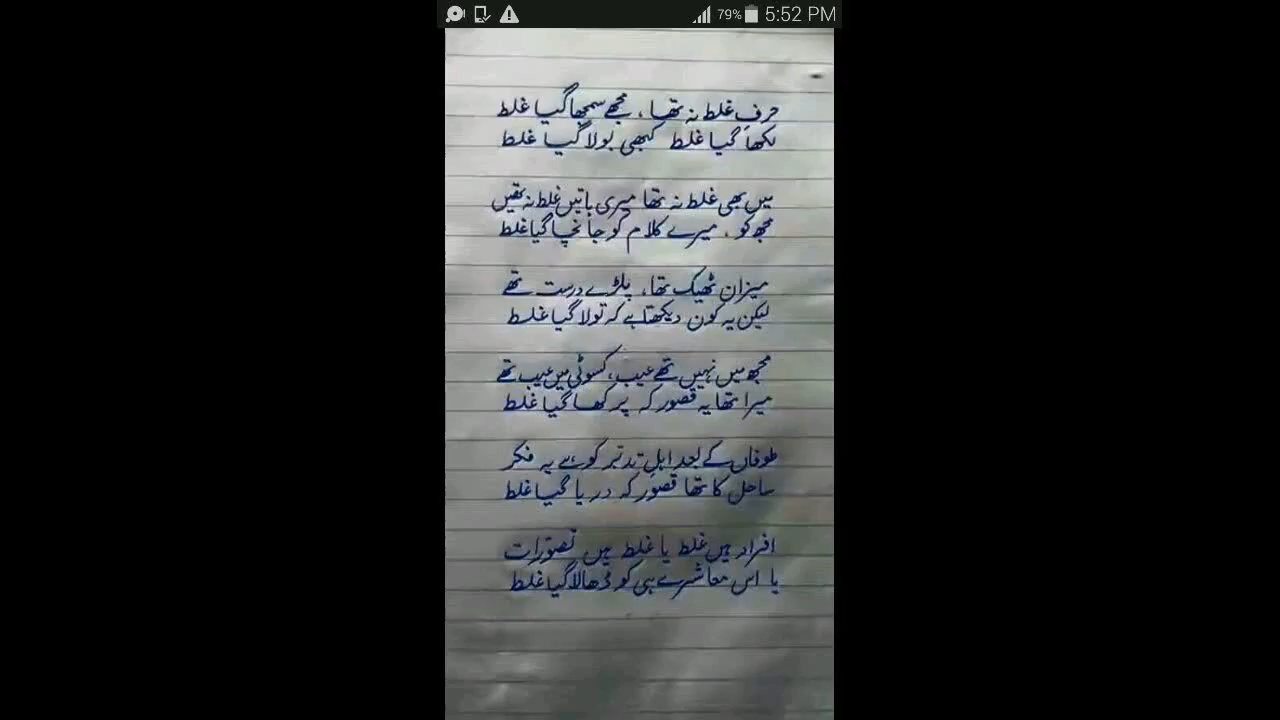 79% 5:52 PM
حرفِ غلط نہ تھا، مجھے سمجھا گیا غلط
لکھا گیا غلط کبھی بولا گیا غلط
میں بھی غلط نہ تھا میری باتیں غلط نہ تھیں
مجھ کو، میرے کلام کو جانچا گیا غلط
میزان ٹھیک تھا، پلڑے درست تھے
لیکن یہ کون دیکھتا ہے کہ تولا گیا غلط
مجھ میں نہیں تھے عیب، کسوٹی میں عیب تھے
میرا تھا یہ قصور کہ پرکھا گیا غلط
طوفاں کے بعد اہلِ تدبر کو ہے یہ فکر
ساحل کا تھا قصور کہ دریا گیا غلط
افراد ہیں غلط یا غلط ہیں تصوّرات
یا اس معاشرے ہی کو ڈھالا گیا غلط